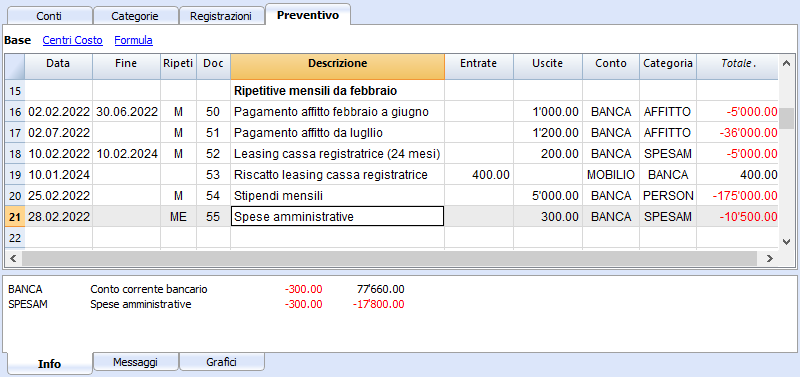 Conti Categorie Registrazioni Preventivo
Base Centri Costo Formula
Data Fine Ripeti Doc Descrizione Entrate Uscite Conto Categoria Totale .
15 Ripetitive mensili da febbraio
16 02.02.2022 30.06.2022 M 50 Pagamento affitto febbraio a giugno 1'000.00 BANCA AFFITTO -5'000.00
17 02.07.2022 M 51 Pagamento affitto da lugllio 1'200.00 BANCA AFFITTO -36'000.00
18 10.02.2022 10.02.2024 M 52 Leasing cassa registratrice (24 mesi) 200.00 BANCA SPESAM -5'000.00
19 10.01.2024 53 Riscatto leasing cassa registratrice 400.00 MOBILIO BANCA 400.00
20 25.02.2022 M 54 Stipendi mensili 5'000.00 BANCA PERSON -175'000.00
21 28.02.2022 ME 55 Spese amministrative 300.00 BANCA SPESAM -10'500.00
22
BANCA Conto corrente bancario -300.00 77'660.00
SPESAM Spese amministrative -300.00 -17'800.00
Info Messaggi Grafici